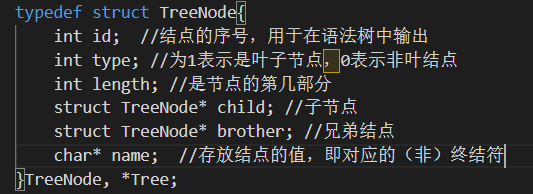 typedef struct TreeNode{
int id;  //结点的序号，用于在语法树中输出
int type; //为1表示是叶子节点，0表示非叶结点
int length; //是节点的第几部分
struct TreeNode* child; //子节点
struct TreeNode* brother; //兄弟结点
char* name;  //存放结点的值，即对应的（非）终结符
}TreeNode, *Tree;